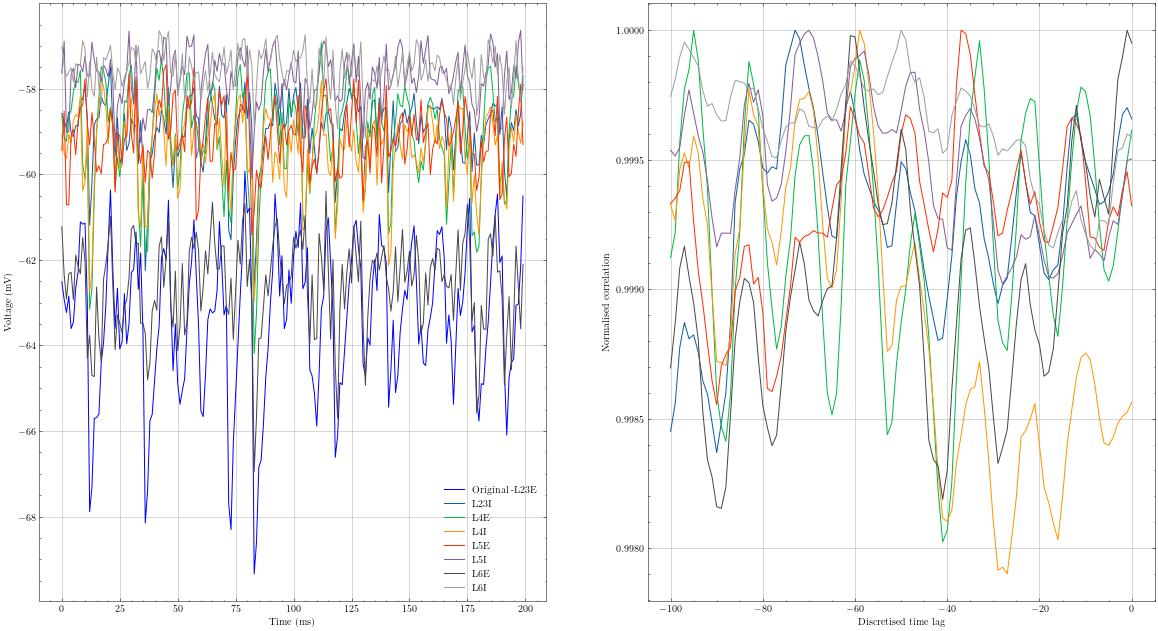 −58
−60
−62
−64
−66
−68
Voltage (mV)
0
25
50
75
100
125
150
175
200
Time (ms)
Original -L23E
L23I
L4E
L4I
L5E
L5I
L6E
L6I
1.0000
0.9995
0.9990
0.9985
0.9980
Normalised correlation
−100
−80
−60
−40
−20
0
Discretised time lag